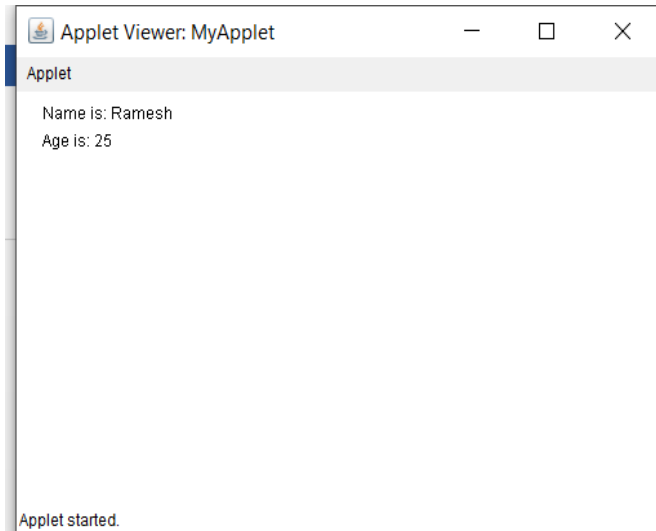 Applet Viewer: MyApplet
Applet
Name is: Ramesh
Age is: 25
Applet started.